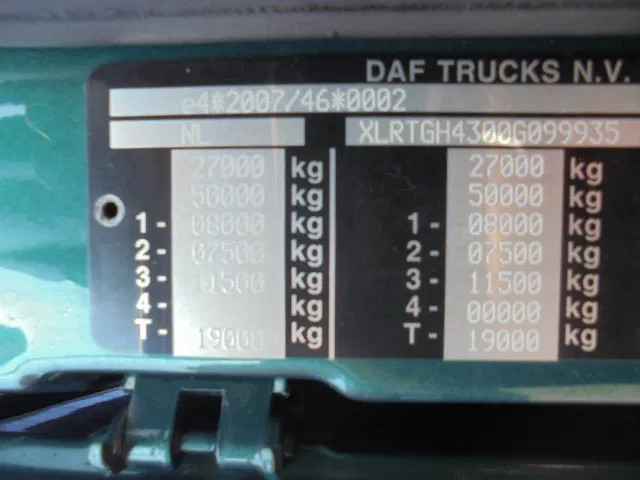 DAF TRUCKS N.V.
e4*2007/46*0002
NL XLRTGH4300G099935
27000 kg 27000 kg
50000 kg 50000 kg
1- 08000 kg 1- 08000 kg
2- 07500 kg 2- 07500 kg
3- 11500 kg 3- 11500 kg
4- kg 4- 00000 kg
T- 19000 kg T- 19000 kg